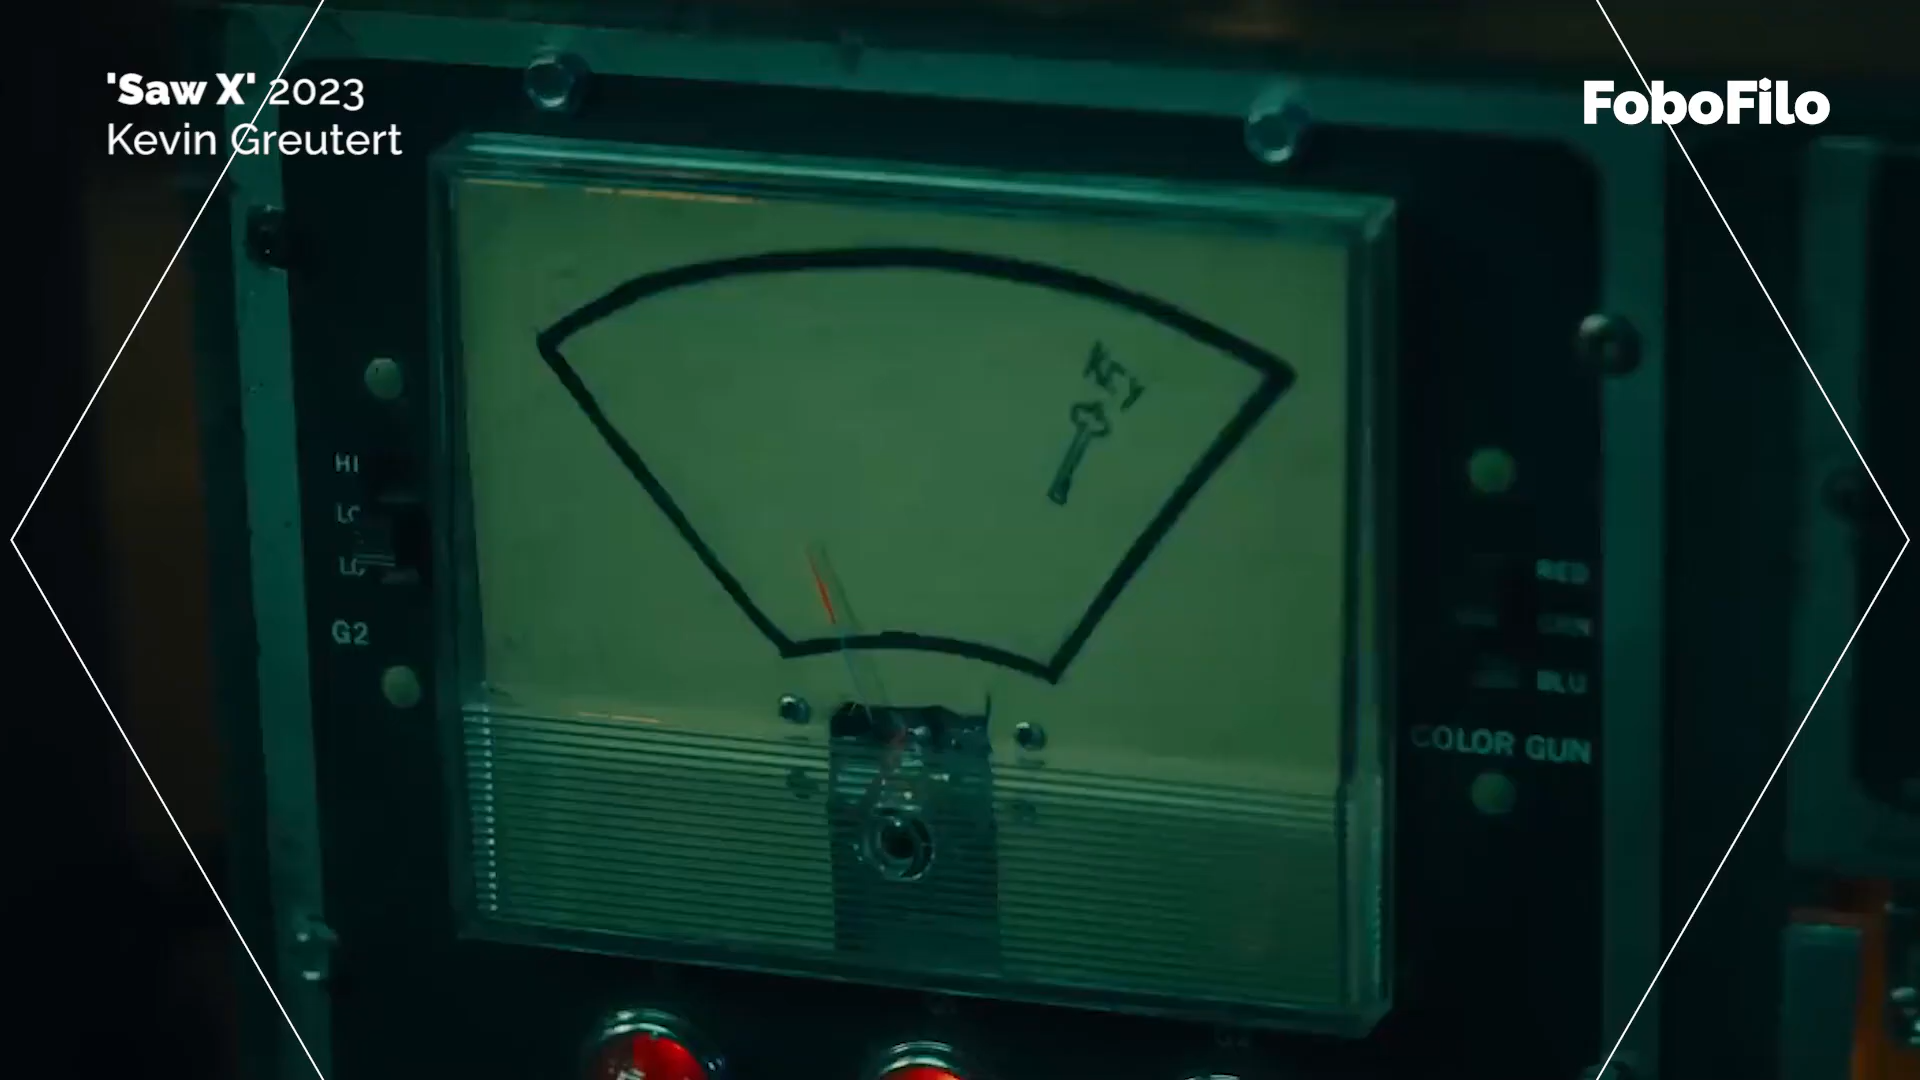 'Saw X' 2023
Kevin Greutert
FoboFilo
KEY
HI
G2
RED
BLU
COLOR GUN